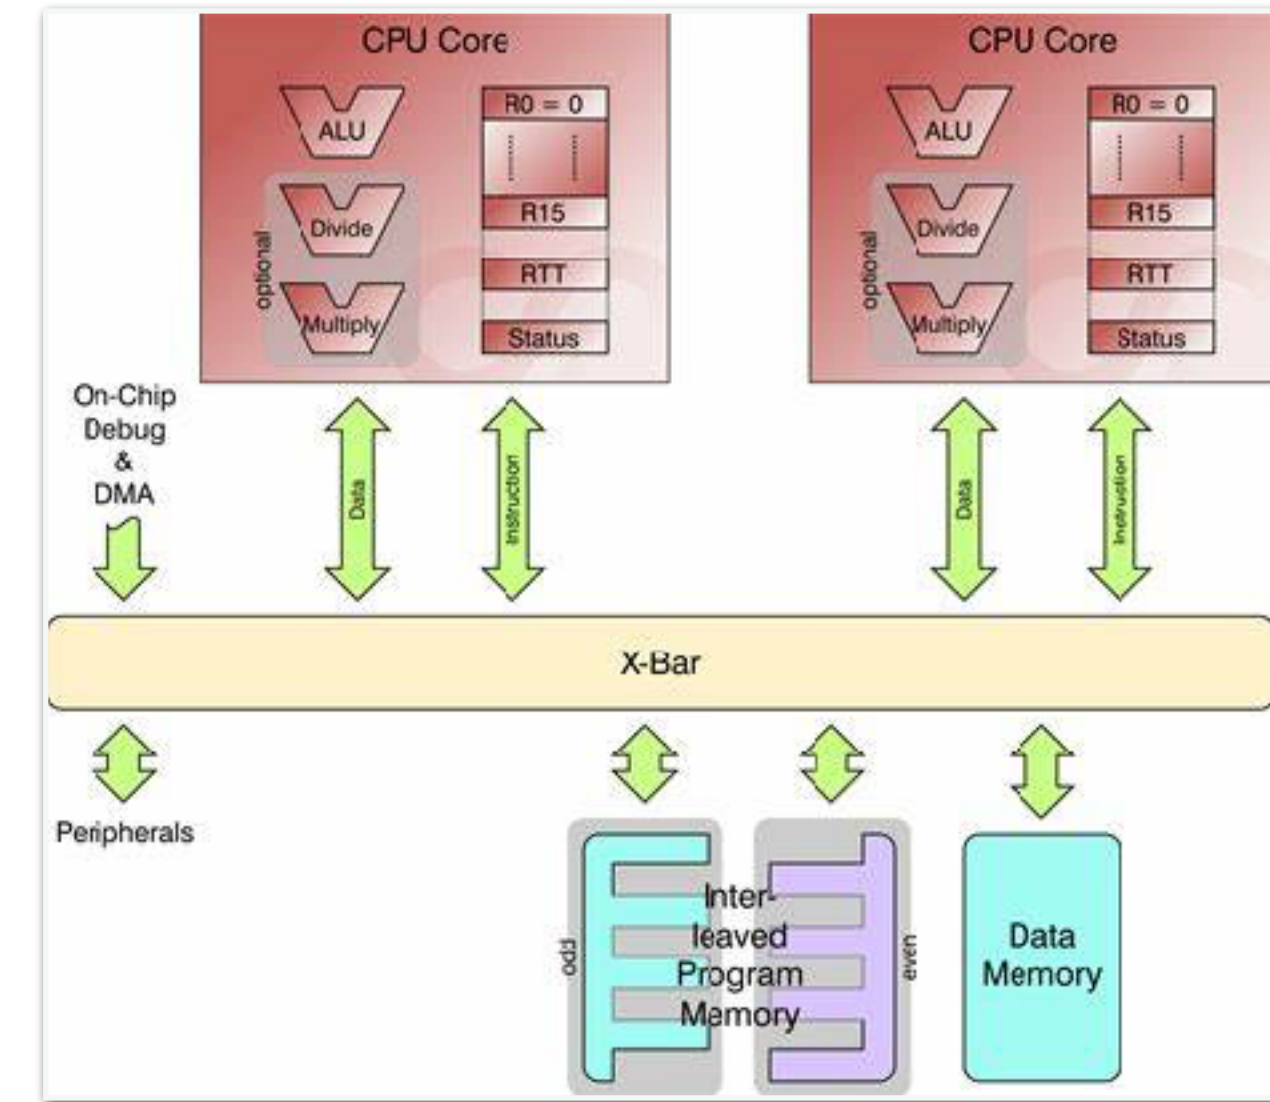 CPU Core
ALU
Divide
Multiply
optional
R0 = 0
R15
RTT
Status
CPU Core
ALU
Divide
Multiply
optional
R0 = 0
R15
RTT
Status
On-Chip
Debug
&
DMA
Data
Instruction
Data
Instruction
X-Bar
Peripherals
odd
Inter-
leaved
Program
Memory
even
Data
Memory